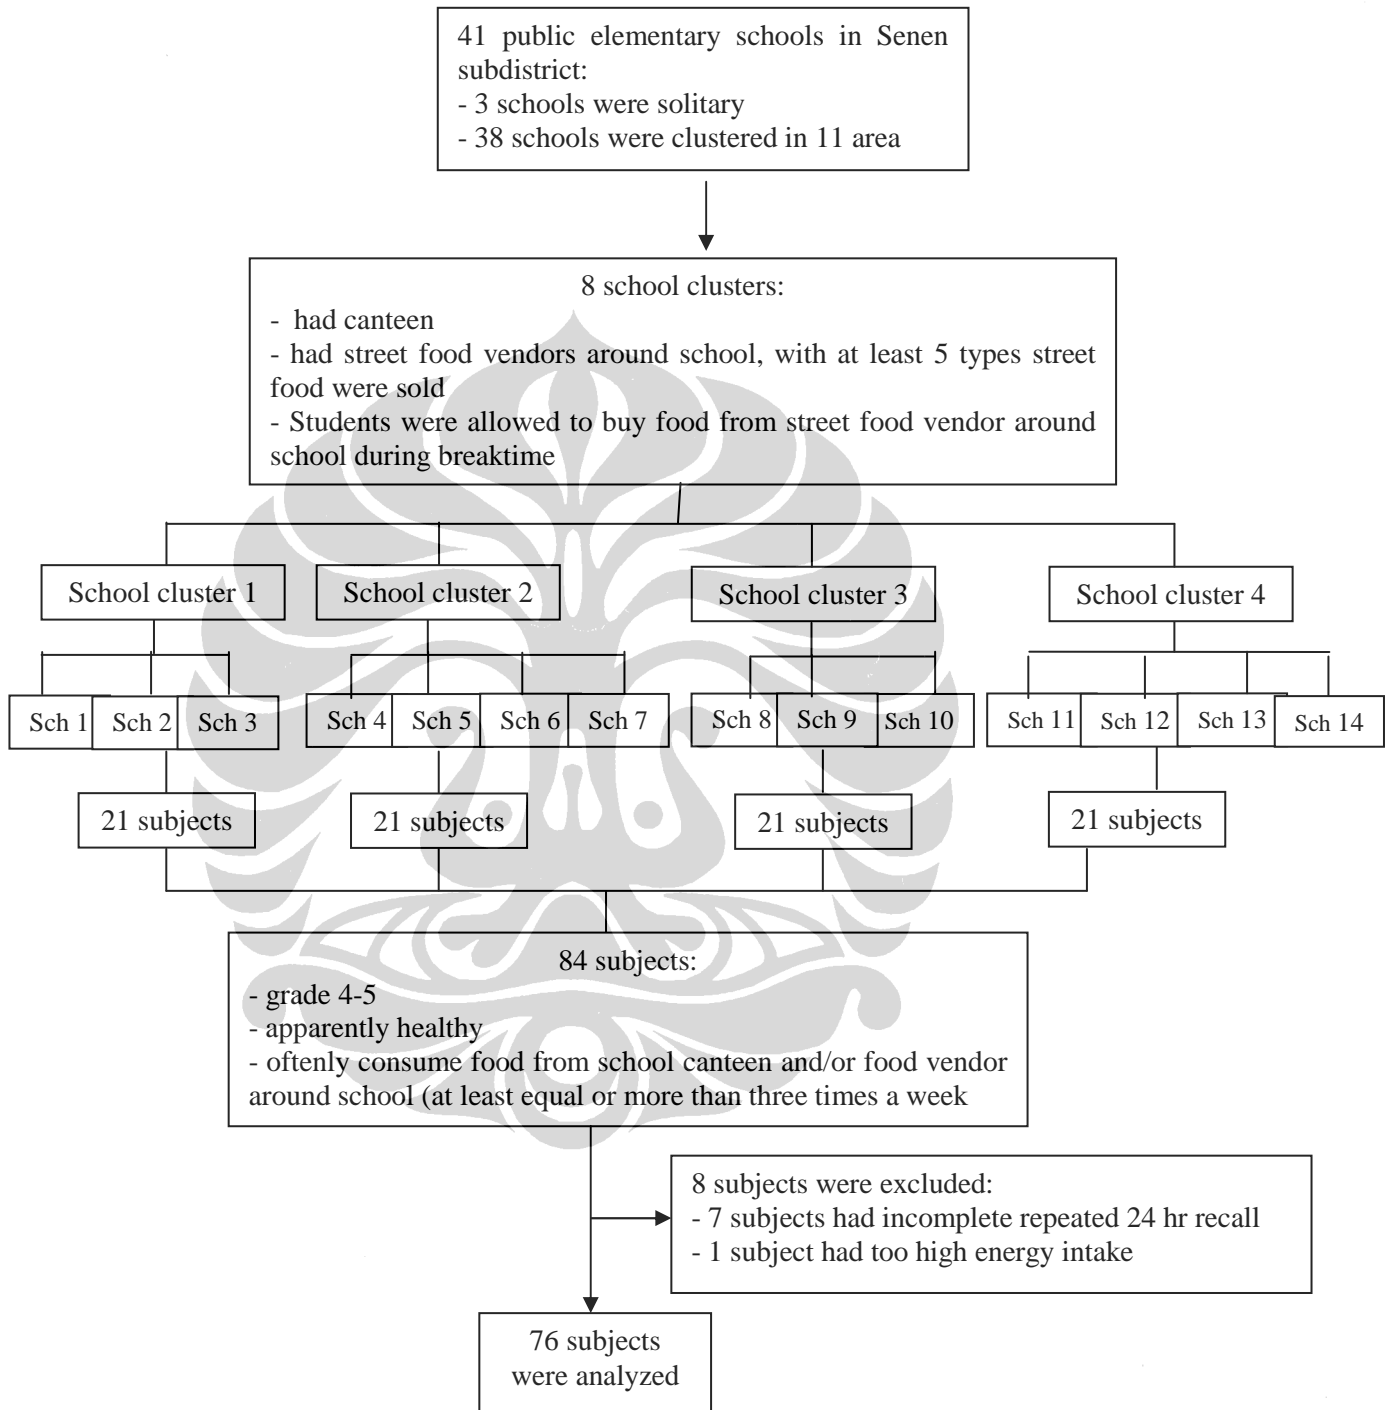 41 public elementary schools in Senen
subdistrict:
- 3 schools were solitary
- 38 schools were clustered in 11 area
8 school clusters:
- had canteen
- had street food vendors around school, with at least 5 types street
food were sold
- Students were allowed to buy food from street food vendor around
school during breaktime
School cluster 1
School cluster 2
School cluster 3
School cluster 4
Sch 1
Sch 2
Sch 3
Sch 4
Sch 5
Sch 6
Sch 7
Sch 8
Sch 9
Sch 10
Sch 11
Sch 12
Sch 13
Sch 14
21 subjects
21 subjects
21 subjects
21 subjects
84 subjects:
- grade 4-5
- apparently healthy
- oftenly consume food from school canteen and/or food vendor
around school (at least equal or more than three times a week
8 subjects were excluded:
- 7 subjects had incomplete repeated 24 hr recall
- 1 subject had too high energy intake
76 subjects
were analyzed